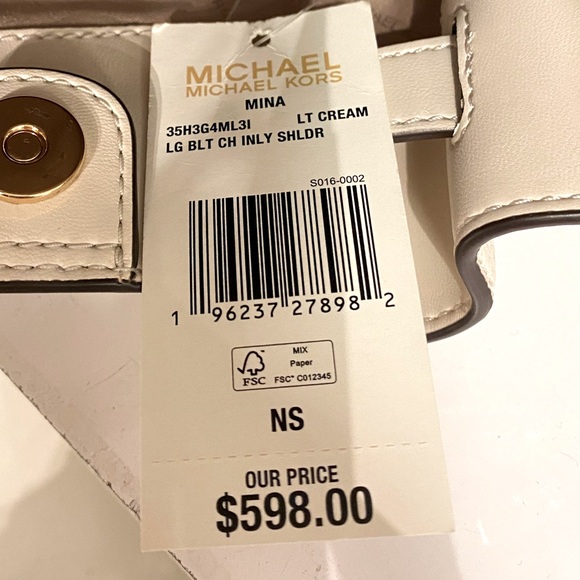 MICHAEL
MICHAEL KORS
MINA
35H3G4ML3I LT CREAM
LG BLT CH INLY SHLDR
S016-0002
1 96237 27898 2
FSC
MIX
Paper
FSC™ C012345
NS
OUR PRICE
$598.00